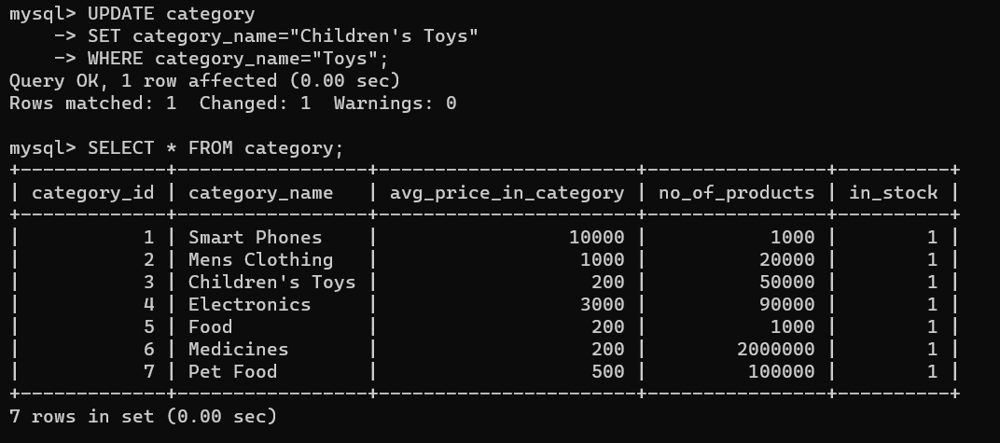 mysql> UPDATE category
    -> SET category_name="Children's Toys"
    -> WHERE category_name="Toys";
Query OK, 1 row affected (0.00 sec)
Rows matched: 1  Changed: 1  Warnings: 0

mysql> SELECT * FROM category;
+-------------+-----------------+-----------------------+----------------+----------+
| category_id | category_name   | avg_price_in_category | no_of_products | in_stock |
+-------------+-----------------+-----------------------+----------------+----------+
|           1 | Smart Phones    |                 10000 |           1000 |        1 |
|           2 | Mens Clothing   |                  1000 |          20000 |        1 |
|           3 | Children's Toys |                   200 |          50000 |        1 |
|           4 | Electronics     |                  3000 |          90000 |        1 |
|           5 | Food            |                   200 |           1000 |        1 |
|           6 | Medicines       |                   200 |        2000000 |        1 |
|           7 | Pet Food        |                   500 |         100000 |        1 |
+-------------+-----------------+-----------------------+----------------+----------+
7 rows in set (0.00 sec)